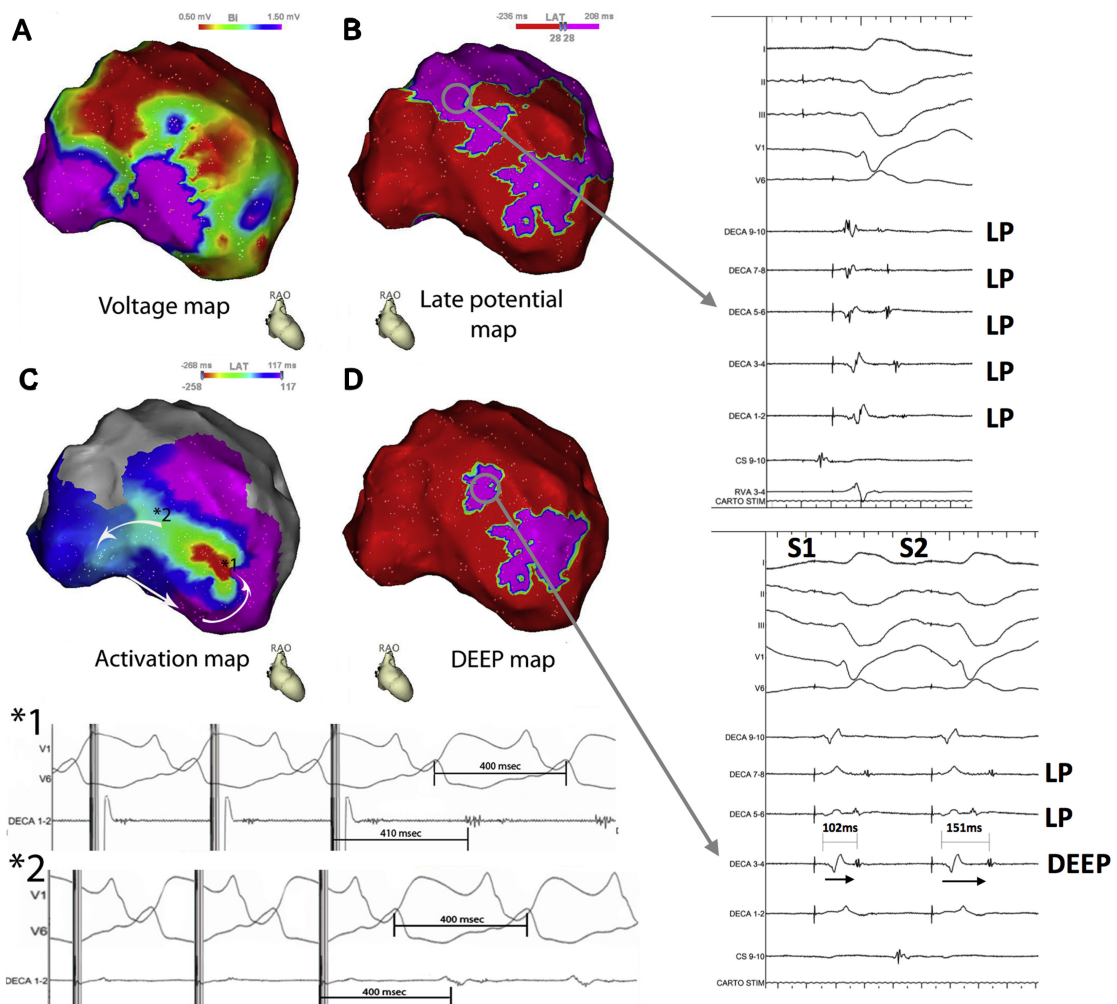 A
0.50 mV Bi 1.50 mV
Voltage map
RAO
B
-236 ms LAT 208 ms
28 28
Late potential
map
RAO
C
-268 ms LAT 117 ms
-258 117
*2
*1
Activation map
RAO
D
DEEP map
RAO
I
II
III
V1
V6
DECA 9-10 LP
DECA 7-8 LP
DECA 5-6 LP
DECA 3-4 LP
DECA 1-2 LP
CS 9-10
RVA 3-4
CARTO STIM
S1 S2
I
II
III
V1
V6
DECA 9-10
DECA 7-8 LP
DECA 5-6 LP
102ms 151ms
DECA 3-4 DEEP
DECA 1-2
CS 9-10
CARTO STIM
*1
V1
V6
400 msec
DECA 1-2
410 msec
*2
V1
V6
400 msec
DECA 1-2
400 msec